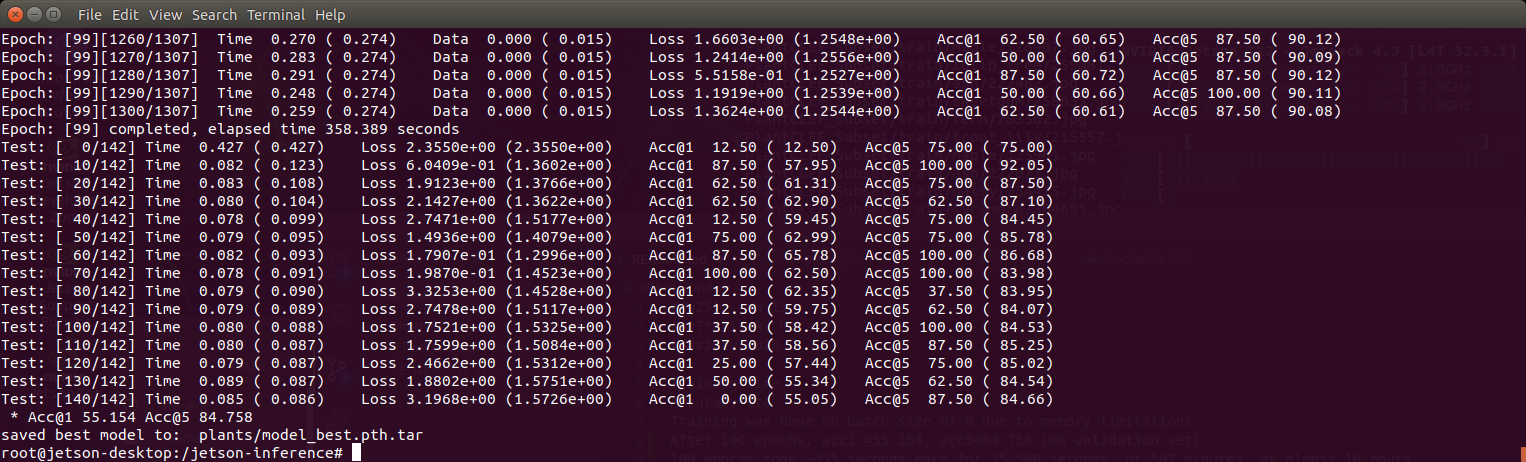 File Edit View Search Terminal Help
Epoch: [99][1260/1307]  Time  0.270 ( 0.274)    Data  0.000 ( 0.015)    Loss 1.6603e+00 (1.2548e+00)    Acc@1  62.50 ( 60.65)   Acc@5  87.50 ( 90.12)
Epoch: [99][1270/1307]  Time  0.283 ( 0.274)    Data  0.000 ( 0.015)    Loss 1.2414e+00 (1.2556e+00)    Acc@1  50.00 ( 60.61)   Acc@5  87.50 ( 90.09)
Epoch: [99][1280/1307]  Time  0.291 ( 0.274)    Data  0.000 ( 0.015)    Loss 5.5158e-01 (1.2527e+00)    Acc@1  87.50 ( 60.72)   Acc@5  87.50 ( 90.12)
Epoch: [99][1290/1307]  Time  0.248 ( 0.274)    Data  0.000 ( 0.015)    Loss 1.1919e+00 (1.2539e+00)    Acc@1  50.00 ( 60.66)   Acc@5 100.00 ( 90.11)
Epoch: [99][1300/1307]  Time  0.259 ( 0.274)    Data  0.000 ( 0.015)    Loss 1.3624e+00 (1.2544e+00)    Acc@1  62.50 ( 60.61)   Acc@5  87.50 ( 90.08)
Epoch: [99] completed, elapsed time 358.389 seconds
Test: [  0/142] Time  0.427 ( 0.427)    Loss 2.3550e+00 (2.3550e+00)    Acc@1  12.50 ( 12.50)   Acc@5  75.00 ( 75.00)
Test: [ 10/142] Time  0.082 ( 0.123)    Loss 6.0409e-01 (1.3602e+00)    Acc@1  87.50 ( 57.95)   Acc@5 100.00 ( 92.05)
Test: [ 20/142] Time  0.083 ( 0.108)    Loss 1.9123e+00 (1.3766e+00)    Acc@1  62.50 ( 61.31)   Acc@5  75.00 ( 87.50)
Test: [ 30/142] Time  0.080 ( 0.104)    Loss 2.1427e+00 (1.3622e+00)    Acc@1  62.50 ( 62.90)   Acc@5  62.50 ( 87.10)
Test: [ 40/142] Time  0.078 ( 0.099)    Loss 2.7471e+00 (1.5177e+00)    Acc@1  12.50 ( 59.45)   Acc@5  75.00 ( 84.45)
Test: [ 50/142] Time  0.079 ( 0.095)    Loss 1.4936e+00 (1.4079e+00)    Acc@1  75.00 ( 62.99)   Acc@5  75.00 ( 85.78)
Test: [ 60/142] Time  0.082 ( 0.093)    Loss 1.7907e-01 (1.2996e+00)    Acc@1  87.50 ( 65.78)   Acc@5 100.00 ( 86.68)
Test: [ 70/142] Time  0.078 ( 0.091)    Loss 1.9870e-01 (1.4523e+00)    Acc@1 100.00 ( 62.50)   Acc@5 100.00 ( 83.98)
Test: [ 80/142] Time  0.079 ( 0.090)    Loss 3.3253e+00 (1.4528e+00)    Acc@1  12.50 ( 62.35)   Acc@5  37.50 ( 83.95)
Test: [ 90/142] Time  0.079 ( 0.089)    Loss 2.7478e+00 (1.5117e+00)    Acc@1  12.50 ( 59.75)   Acc@5  62.50 ( 84.07)
Test: [100/142] Time  0.080 ( 0.088)    Loss 1.7521e+00 (1.5325e+00)    Acc@1  37.50 ( 58.42)   Acc@5 100.00 ( 84.53)
Test: [110/142] Time  0.080 ( 0.087)    Loss 1.7599e+00 (1.5084e+00)    Acc@1  37.50 ( 58.56)   Acc@5  87.50 ( 85.25)
Test: [120/142] Time  0.079 ( 0.087)    Loss 2.4662e+00 (1.5312e+00)    Acc@1  25.00 ( 57.44)   Acc@5  75.00 ( 85.02)
Test: [130/142] Time  0.089 ( 0.087)    Loss 1.8802e+00 (1.5751e+00)    Acc@1  50.00 ( 55.34)   Acc@5  62.50 ( 84.54)
Test: [140/142] Time  0.085 ( 0.086)    Loss 3.1968e+00 (1.5726e+00)    Acc@1   0.00 ( 55.05)   Acc@5  87.50 ( 84.66)
 * Acc@1 55.154 Acc@5 84.758
saved best model to:  plants/model_best.pth.tar
root@jetson-desktop:/jetson-inference#
Training was done on batch size of 8 due to memory limitations.
After 100 epochs, acc1 =55.154, acc5=84.758 (on validation set)